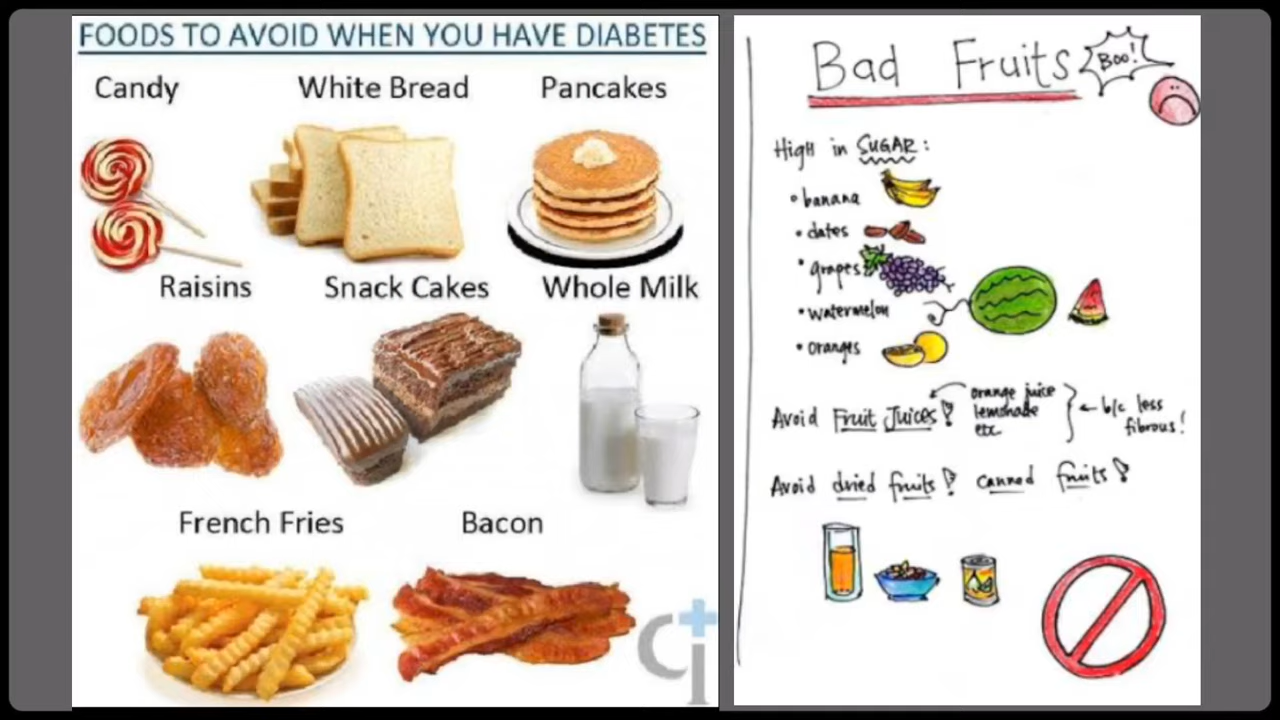 FOODS TO AVOID WHEN YOU HAVE DIABETES
Candy
White Bread
Pancakes
Raisins
Snack Cakes
Whole Milk
French Fries
Bacon
Bad Fruits
Boo!
High in SUGAR:
• banana
• dates
• grapes
• watermelon
• oranges
Avoid Fruit Juices!
orange juice
lemonade
etc.
b/c less
fibrous!
Avoid dried fruits! canned fruits!